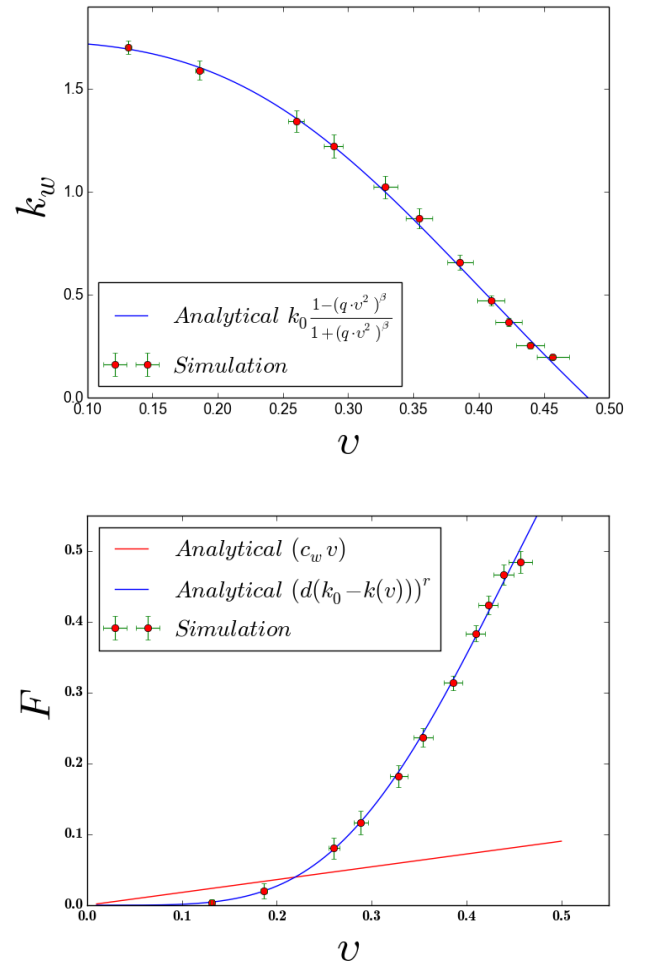 1.5
1.0
0.5
0.0
k_w
Analytical k_0 \frac{1-(q·v^2)^β}{1+(q·v^2)^β}
Simulation
0.10 0.15 0.20 0.25 0.30 0.35 0.40 0.45 0.50
v
0.5
0.4
0.3
0.2
0.1
0.0
F
Analytical (c_w v)
Analytical (d(k_0-k(v)))^r
Simulation
0.0 0.1 0.2 0.3 0.4 0.5
v